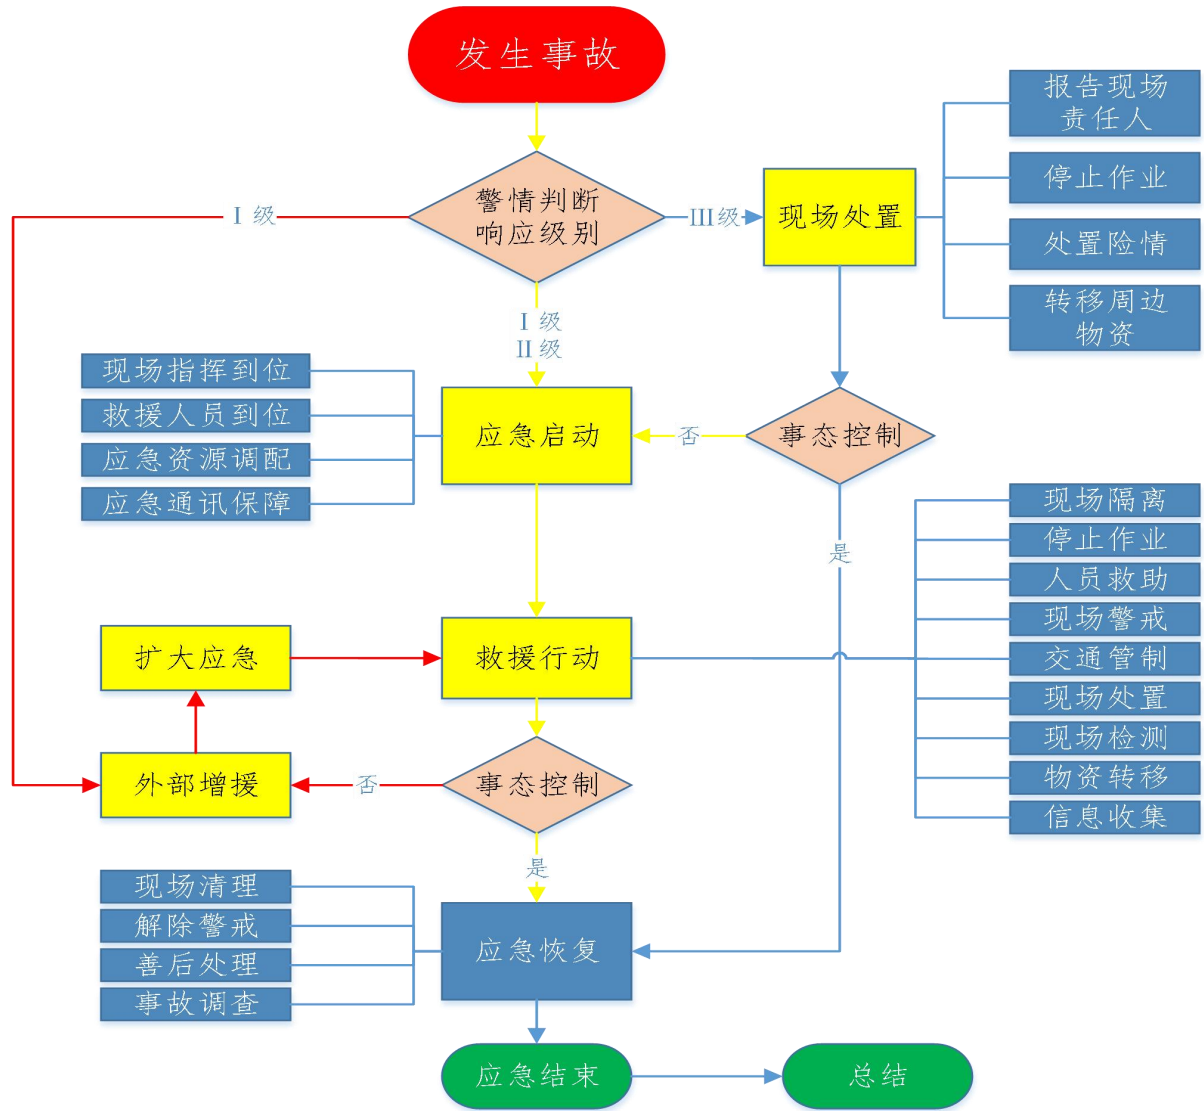 发生事故
警情判断
响应级别
Ⅰ 级
Ⅲ级
现场处置
报告现场
责任人
停止作业
处置险情
转移周边
物资
Ⅰ 级
Ⅱ 级
现场指挥到位
救援人员到位
应急资源调配
应急通讯保障
应急启动
否
事态控制
是
现场隔离
停止作业
人员救助
现场警戒
交通管制
现场处置
现场检测
物资转移
信息收集
扩大应急
救援行动
外部增援
否
事态控制
是
现场清理
解除警戒
善后处理
事故调查
应急恢复
应急结束
总结